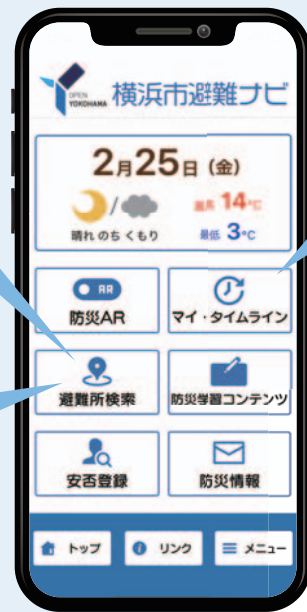 OPEN
YOKOHAMA
横浜市避難ナビ
2月25日(金)
/
最高 14℃
晴れ のち くもり
最低 3℃
AR
防災AR
マイ・タイムライン
避難所検索
防災学習コンテンツ
安否登録
防災情報
トップ
リンク
メニュー